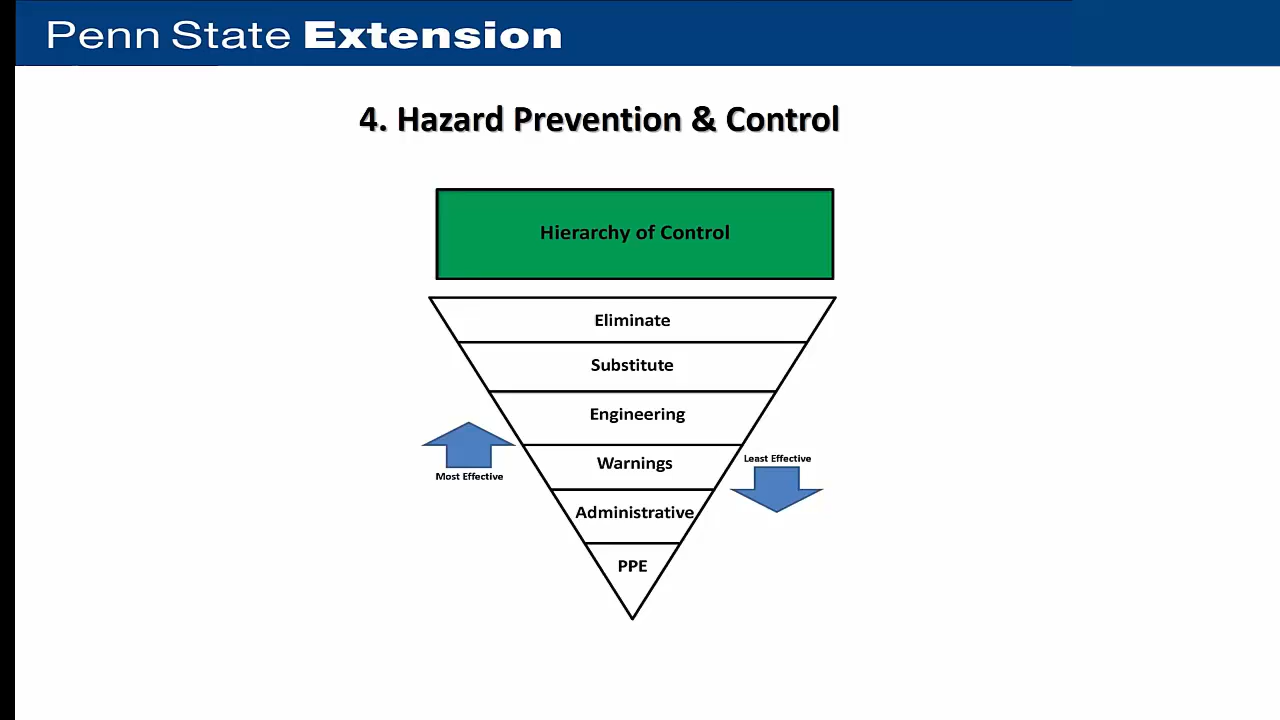 Penn State Extension
4. Hazard Prevention & Control
Hierarchy of Control
Eliminate
Substitute
Engineering
Warnings
Administrative
PPE
Most Effective
Least Effective